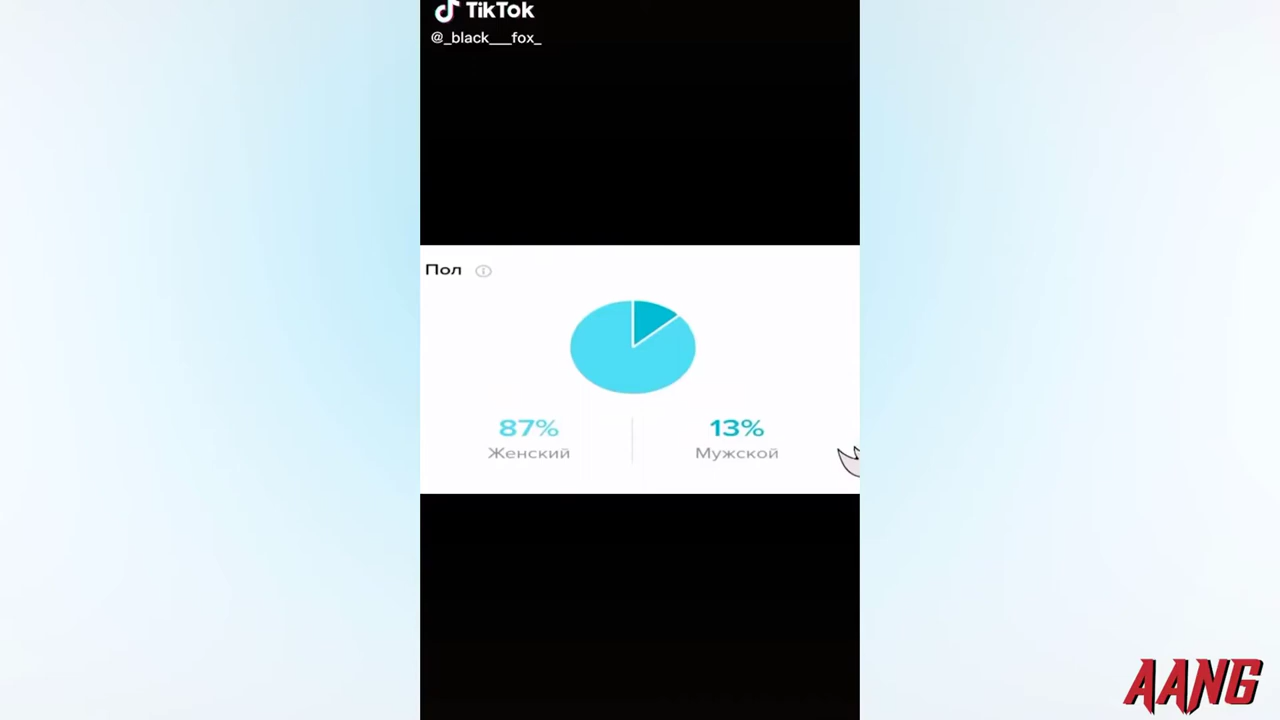 TikTok
@_black___fox_
Пол
87%
Женский
13%
Мужской
AANG